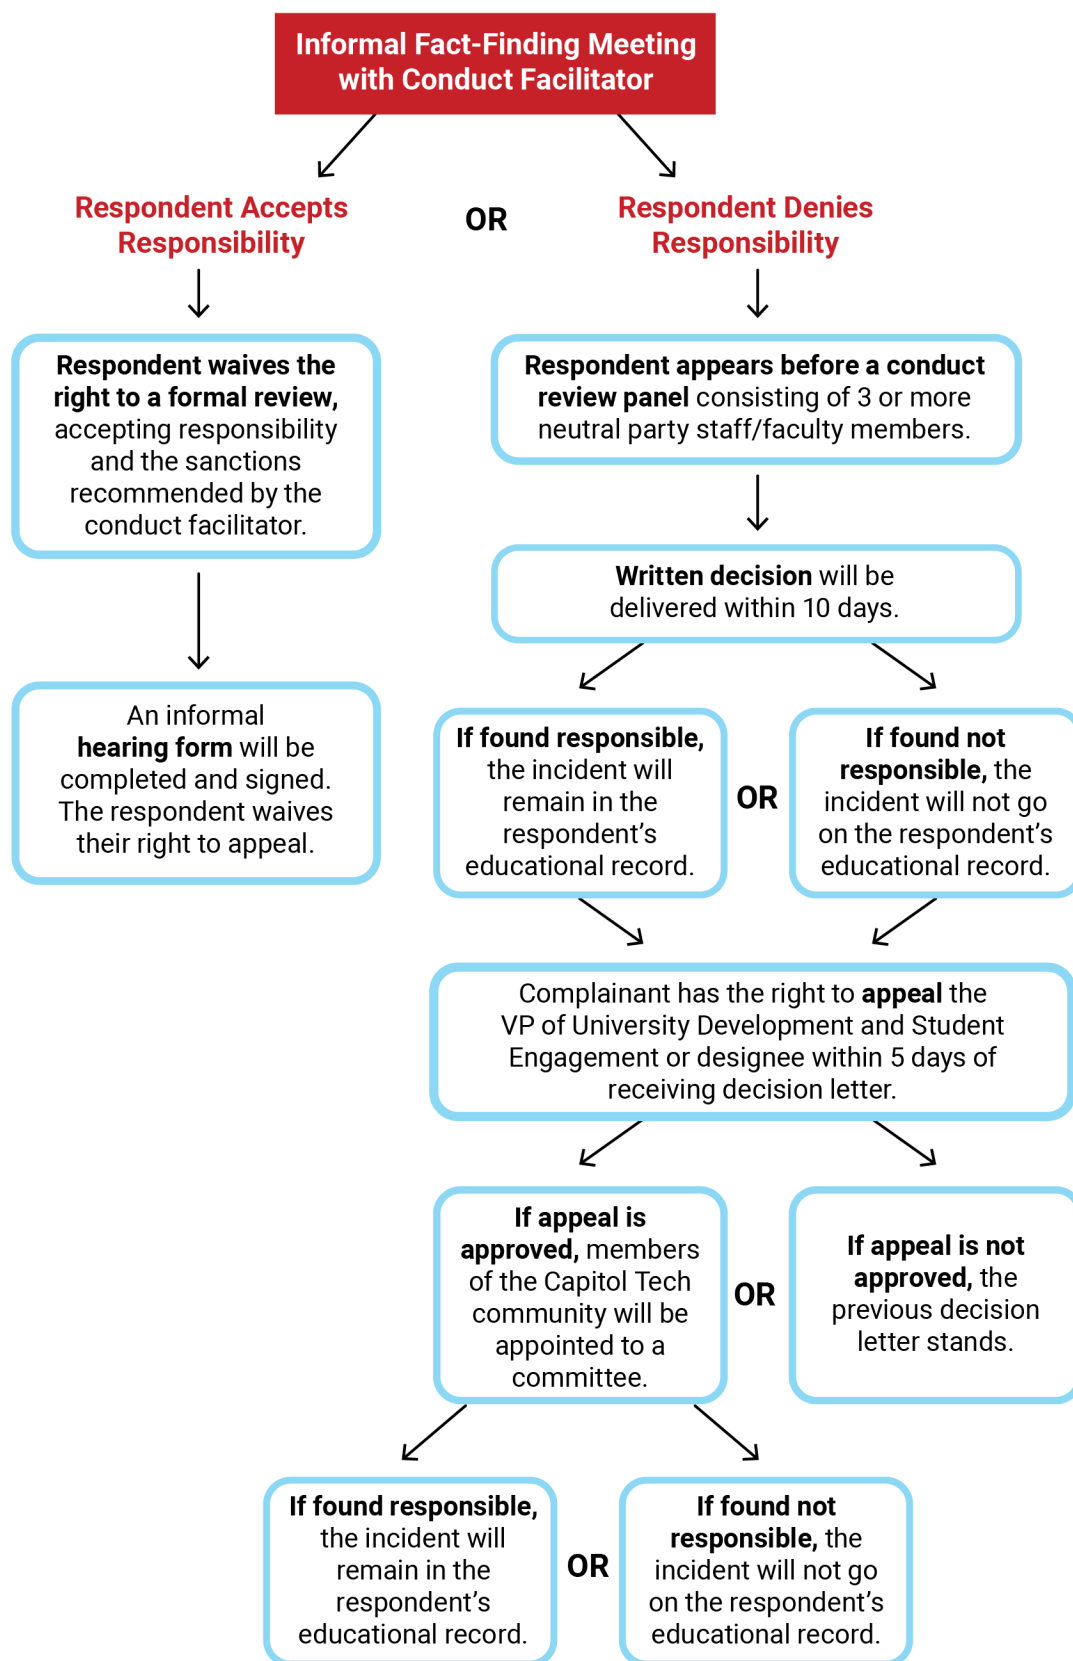 Informal Fact-Finding Meeting
with Conduct Facilitator
Respondent Accepts
Responsibility
OR
Respondent Denies
Responsibility
Respondent waives the
right to a formal review,
accepting responsibility
and the sanctions
recommended by the
conduct facilitator.
An informal
hearing form will be
completed and signed.
The respondent waives
their right to appeal.
Respondent appears before a conduct
review panel consisting of 3 or more
neutral party staff/faculty members.
Written decision will be
delivered within 10 days.
If found responsible,
the incident will
remain in the
respondent’s
educational record.
OR
If found not
responsible, the
incident will not go
on the respondent’s
educational record.
Complainant has the right to appeal the
VP of University Development and Student
Engagement or designee within 5 days of
receiving decision letter.
If appeal is
approved, members
of the Capitol Tech
community will be
appointed to a
committee.
OR
If appeal is not
approved, the
previous decision
letter stands.
If found responsible,
the incident will
remain in the
respondent’s
educational record.
OR
If found not
responsible, the
incident will not go
on the respondent’s
educational record.